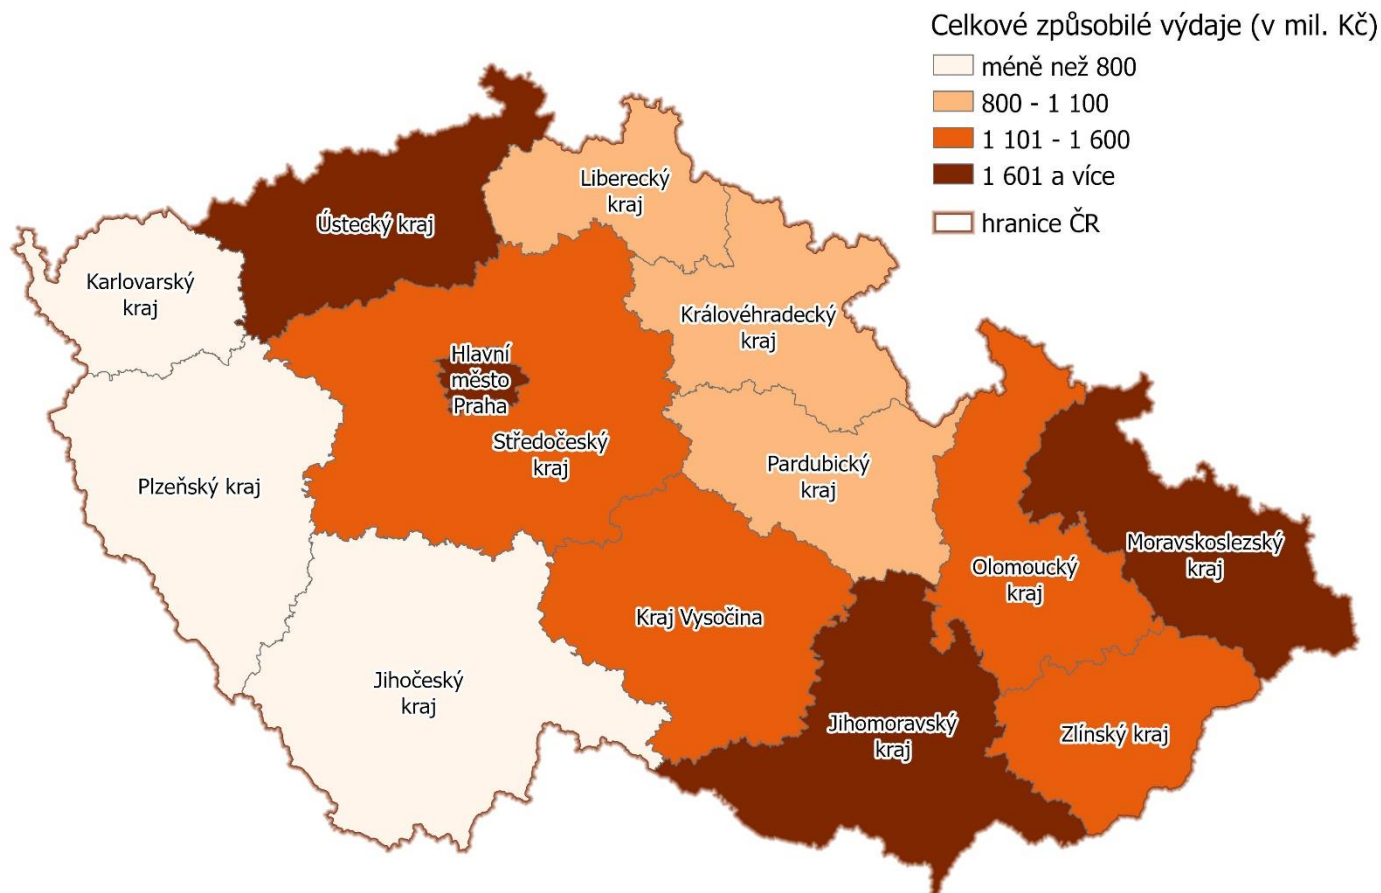 Celkové způsobilé výdaje (v mil. Kč)
méně než 800
800 - 1 100
1 101 - 1 600
1 601 a více
hranice ČR
Liberecký
kraj
Ústecký kraj
Karlovarský
kraj
Královéhradecký
kraj
Hlavní
město
Praha
Středočeský
kraj
Pardubický
kraj
Plzeňský kraj
Moravskoslezský
kraj
Olomoucký
kraj
Kraj Vysočina
Jihočeský
kraj
Jihomoravský
kraj
Zlínský kraj